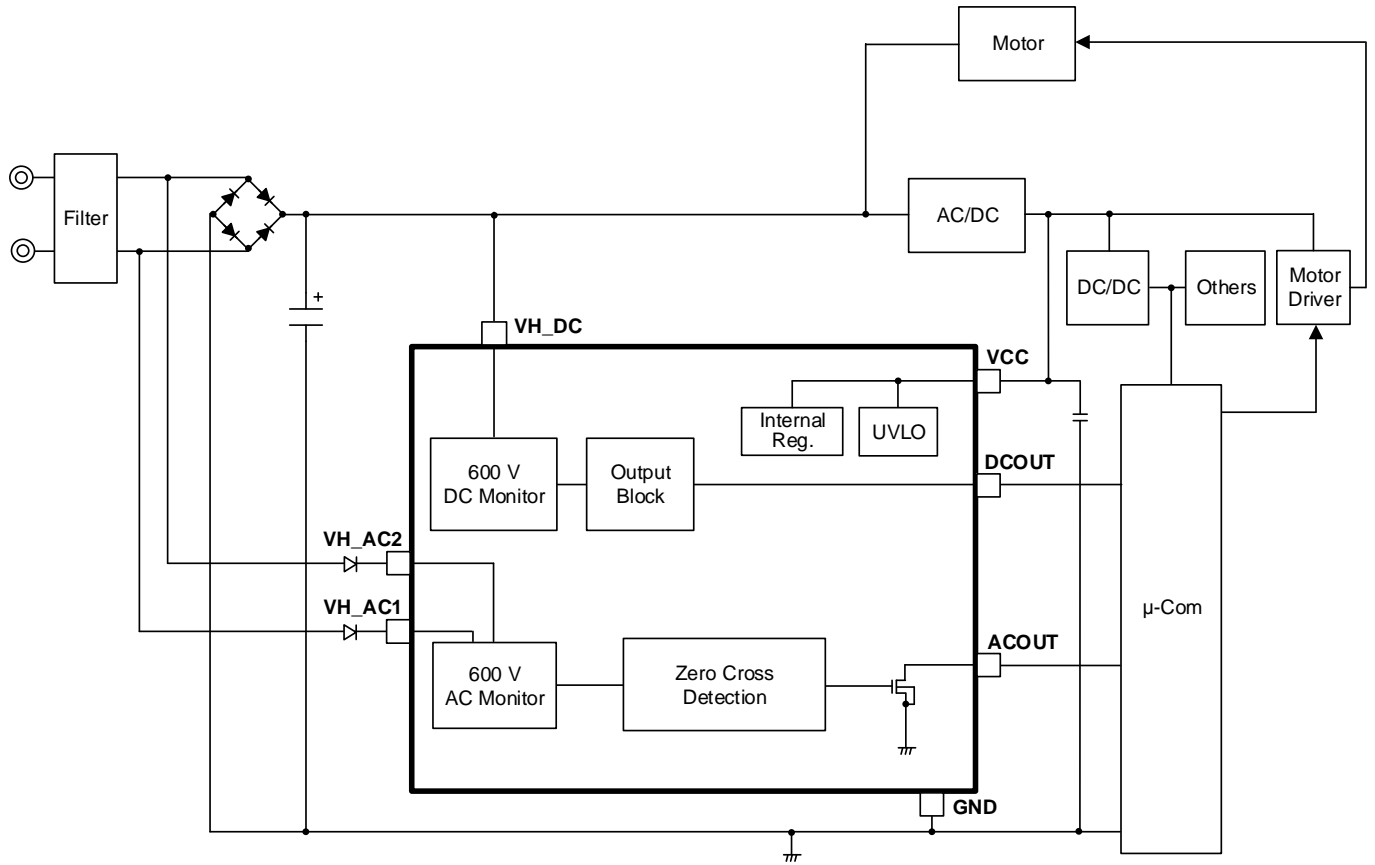 Motor
Filter
AC/DC
DC/DC
Others
Motor
Driver
+
VH_DC
VCC
Internal
Reg.
UVLO
600 V
DC Monitor
Output
Block
DCOUT
VH_AC2
VH_AC1
µ-Com
600 V
AC Monitor
Zero Cross
Detection
ACOUT
GND